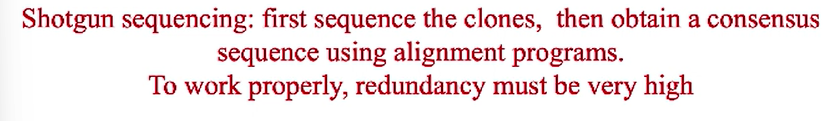 Shotgun sequencing: first sequence the clones, then obtain a consensus
sequence using alignment programs.
To work properly, redundancy must be very high